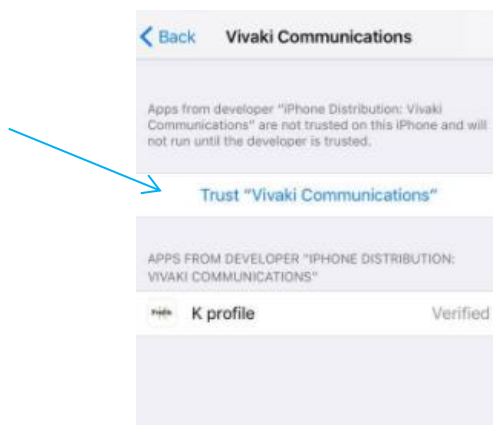 Back Vivaki Communications
Apps from developer "iPhone Distribution: Vivaki
Communications" are not trusted on this iPhone and will
not run until the developer is trusted.
Trust "Vivaki Communications"
APPS FROM DEVELOPER "IPHONE DISTRIBUTION:
VIVAKI COMMUNICATIONS"
K profile Verified